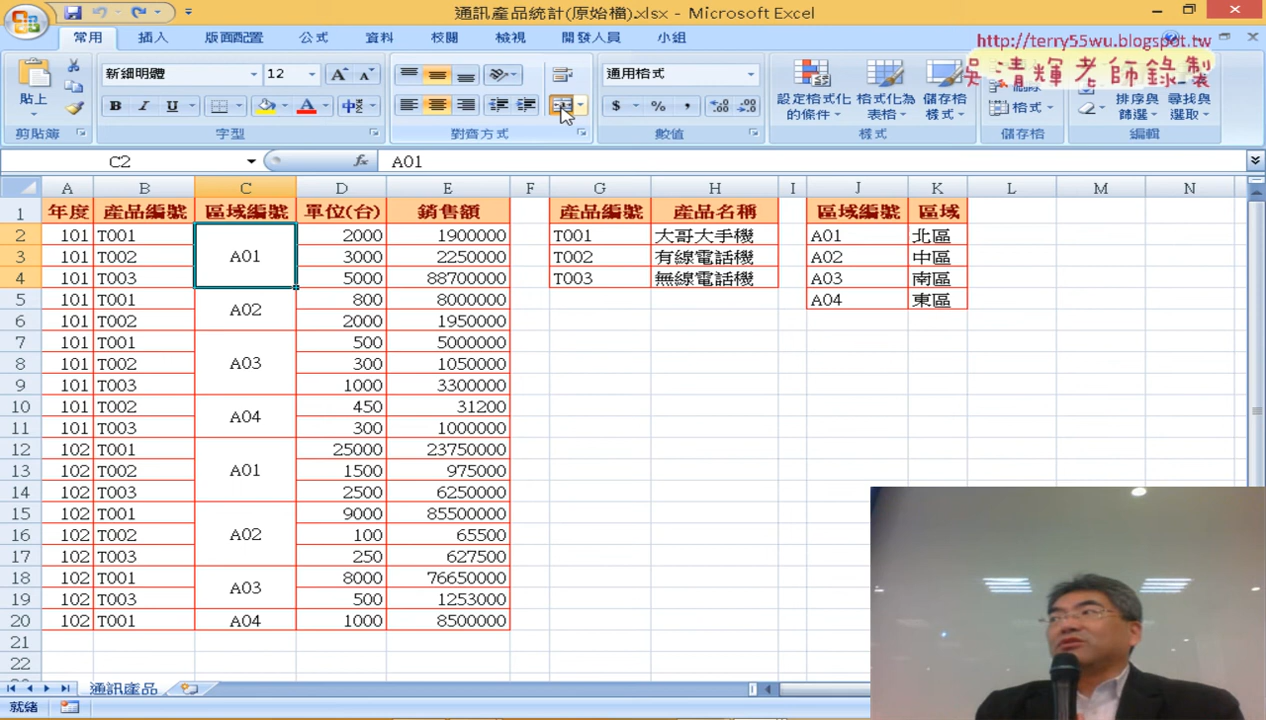 通訊產品統計(原始檔).xlsx - Microsoft Excel
常用 插入 版面配置 公式 資料 校閱 檢視 開發人員 小組
http://terry55wu.blogspot.tw
吳清輝老師錄製
貼上 新細明體 12 通用格式
設定格式化的條件 格式化為表格 儲存格樣式 刪除 格式 排序與篩選 尋找與選取
剪貼簿 字型 對齊方式 數值 樣式 儲存格 編輯
C2 fx A01
A B C D E F G H I J K L M N
1 年度 產品編號 區域編號 單位(台) 銷售額 產品編號 產品名稱 區域編號 區域
2 101 T001 A01 2000 1900000 T001 大哥大手機 A01 北區
3 101 T002 3000 2250000 T002 有線電話機 A02 中區
4 101 T003 5000 88700000 T003 無線電話機 A03 南區
5 101 T001 A02 800 8000000 A04 東區
6 101 T002 2000 1950000
7 101 T001 A03 500 5000000
8 101 T002 300 1050000
9 101 T003 1000 3300000
10 101 T002 A04 450 31200
11 101 T003 300 1000000
12 102 T001 A01 25000 23750000
13 102 T002 1500 975000
14 102 T003 2500 6250000
15 102 T001 A02 9000 85500000
16 102 T002 100 65500
17 102 T003 250 627500
18 102 T001 A03 8000 76650000
19 102 T003 500 1253000
20 102 T001 A04 1000 8500000
21
22
通訊產品
就緒